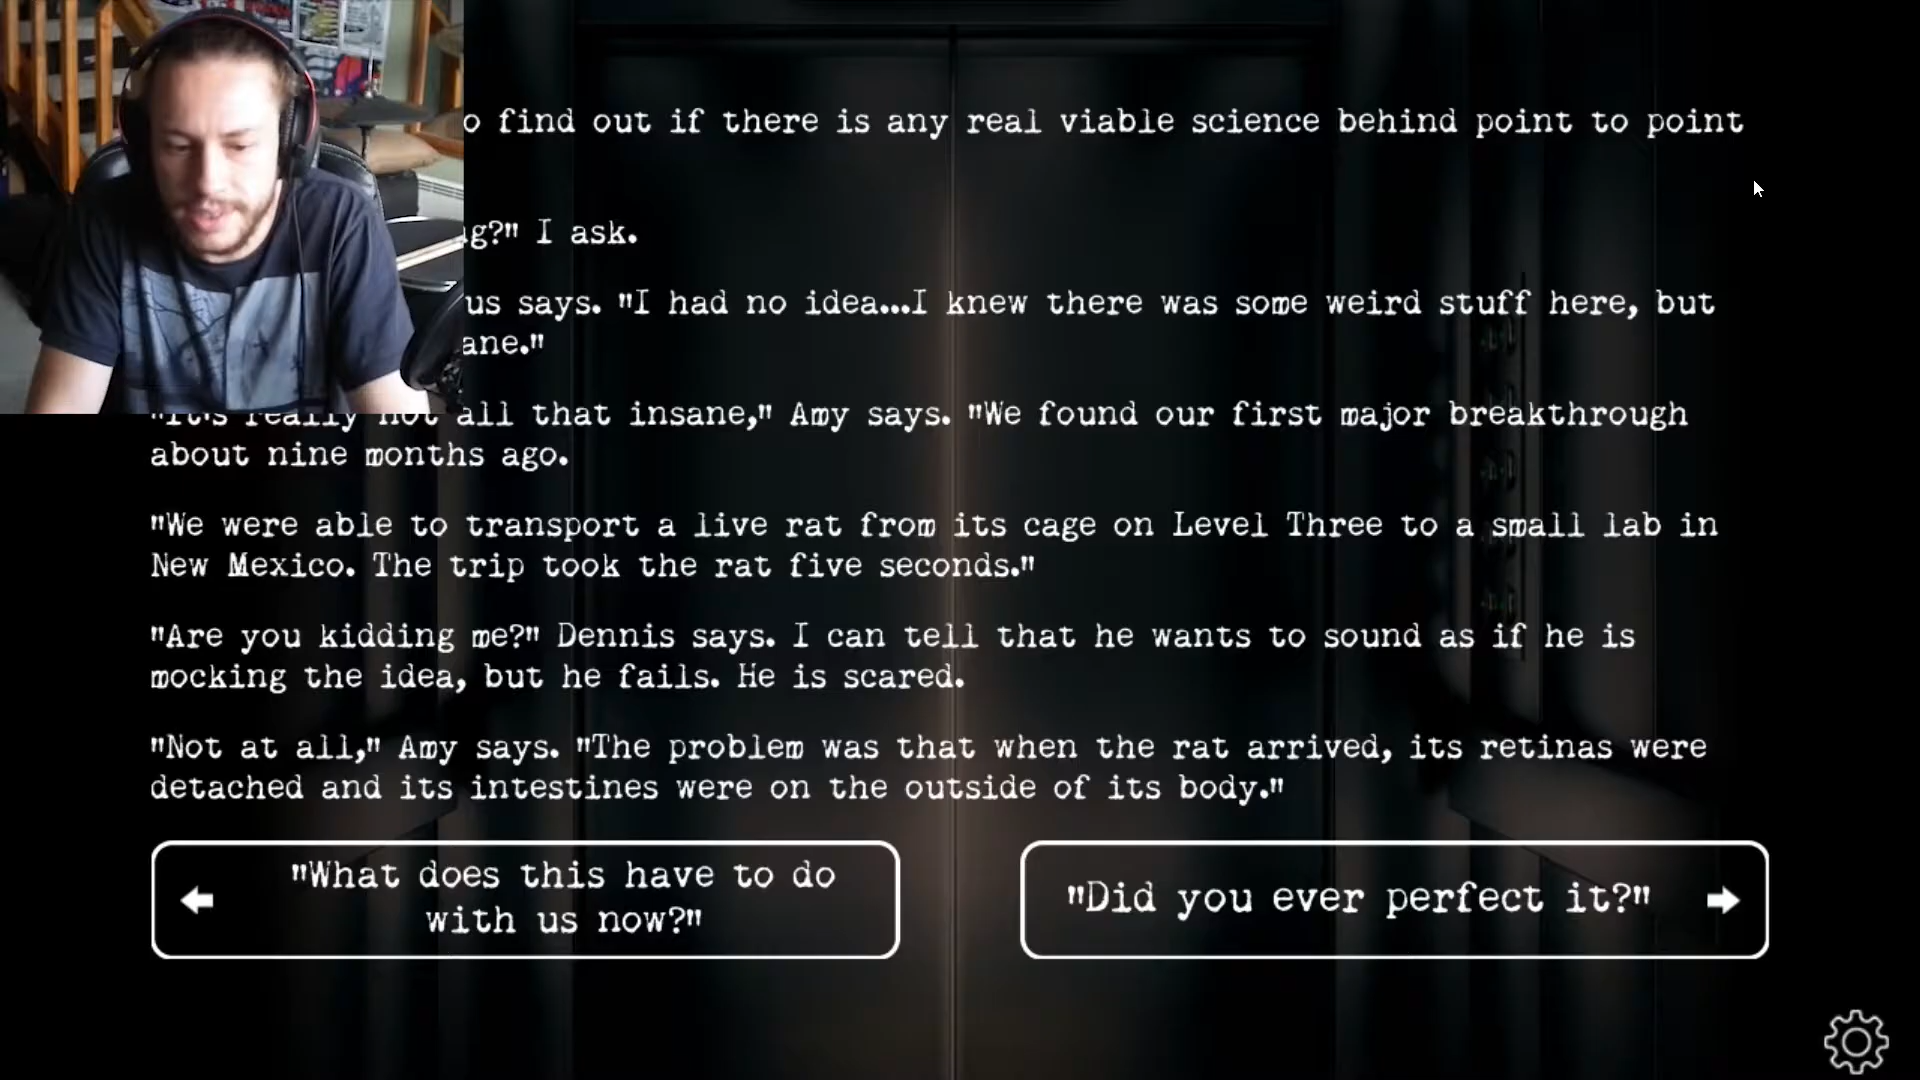 o find out if there is any real viable science behind point to point
g?" I ask.
us says. "I had no idea...I knew there was some weird stuff here, but
ane."
"It's really not all that insane," Amy says. "We found our first major breakthrough
about nine months ago.
"We were able to transport a live rat from its cage on Level Three to a small lab in
New Mexico. The trip took the rat five seconds."
"Are you kidding me?" Dennis says. I can tell that he wants to sound as if he is
mocking the idea, but he fails. He is scared.
"Not at all," Amy says. "The problem was that when the rat arrived, its retinas were
detached and its intestines were on the outside of its body."
"What does this have to do
with us now?"
"Did you ever perfect it?"